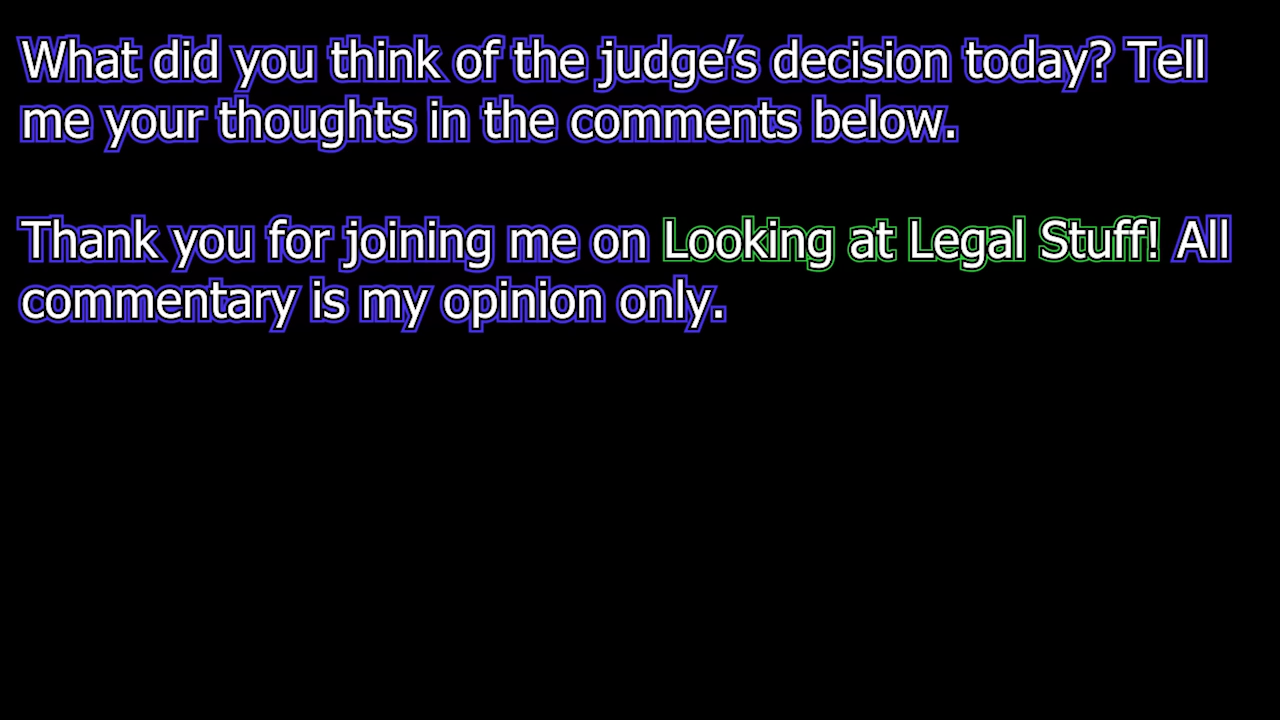 What did you think of the judge’s decision today? Tell
me your thoughts in the comments below.
Thank you for joining me on Looking at Legal Stuff! All
commentary is my opinion only.